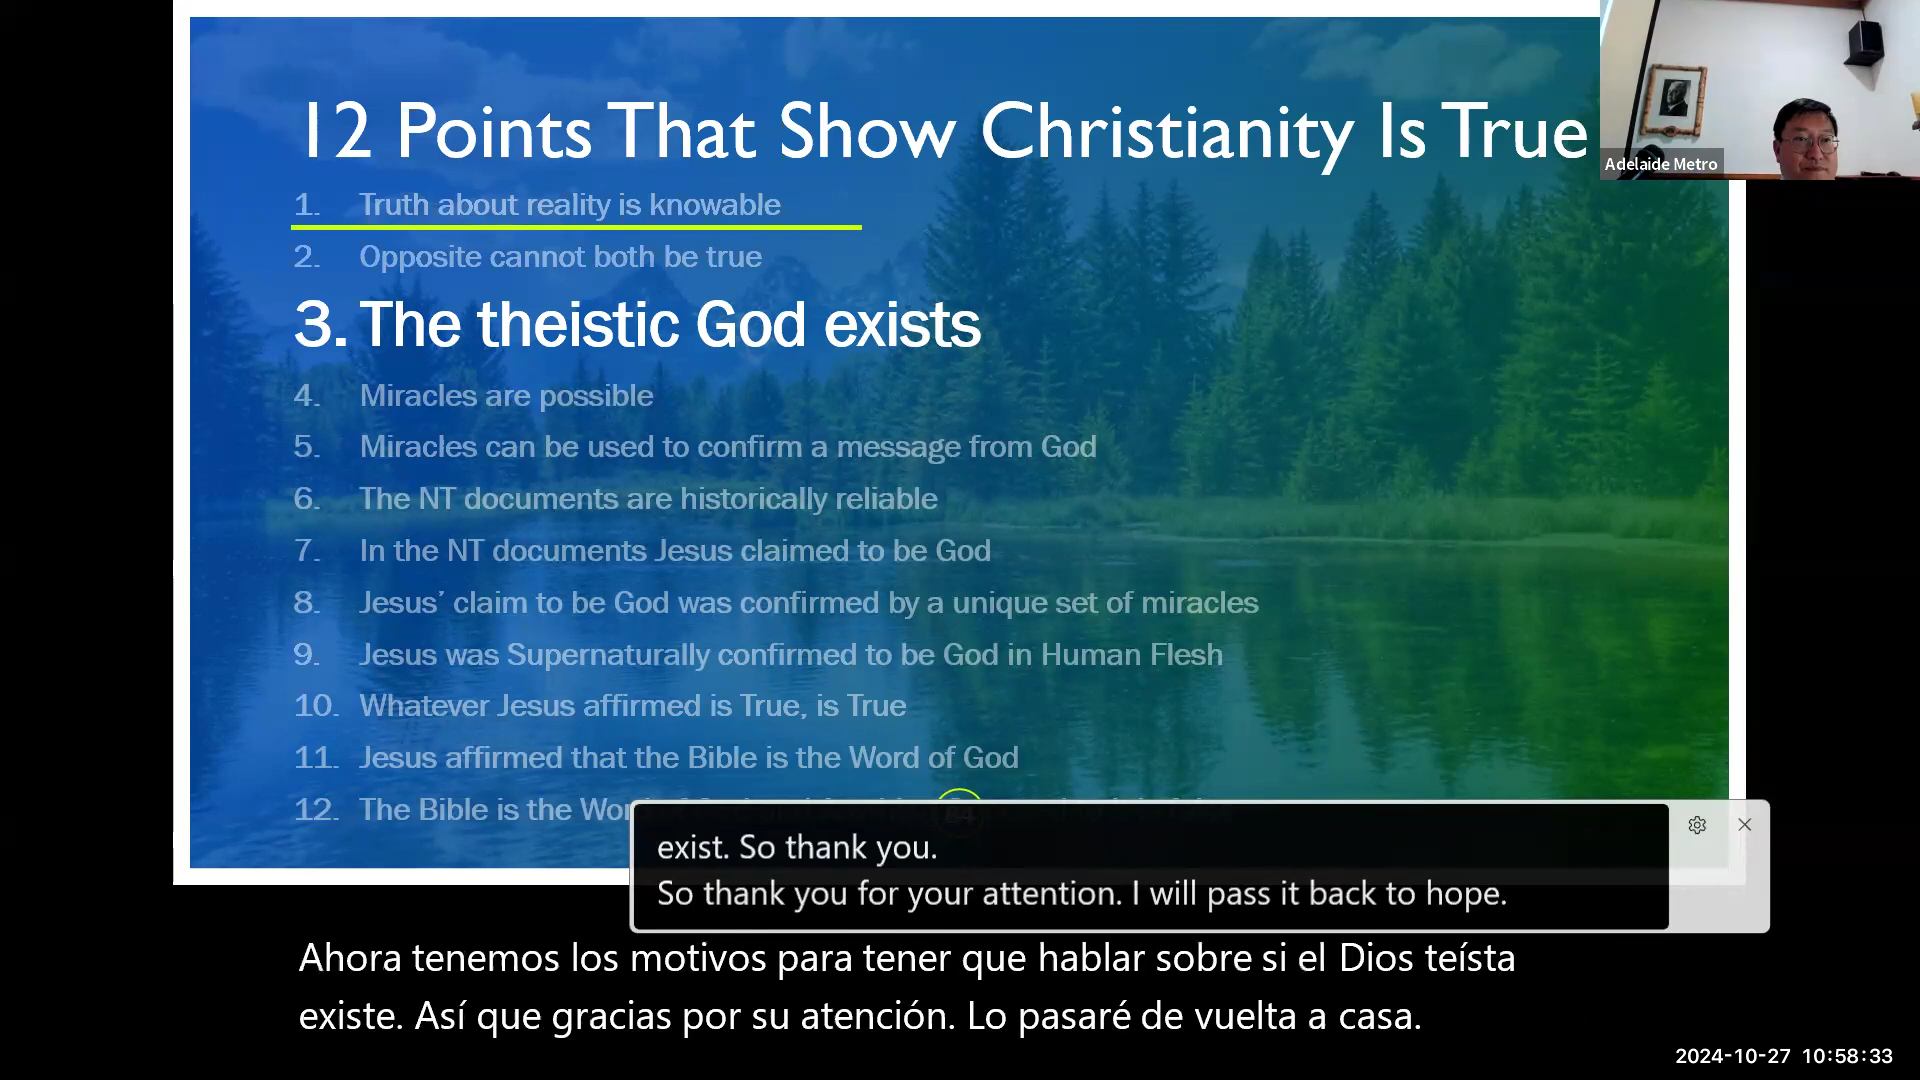 12 Points That Show Christianity Is True
Adelaide Metro
1. Truth about reality is knowable
2. Opposite cannot both be true
3. The theistic God exists
4. Miracles are possible
5. Miracles can be used to confirm a message from God
6. The NT documents are historically reliable
7. In the NT documents Jesus claimed to be God
8. Jesus’ claim to be God was confirmed by a unique set of miracles
9. Jesus was Supernaturally confirmed to be God in Human Flesh
10. Whatever Jesus affirmed is True, is True
11. Jesus affirmed that the Bible is the Word of God
12. The Bible is the
exist. So thank you.
So thank you for your attention. I will pass it back to hope.
Ahora tenemos los motivos para tener que hablar sobre si el Dios teísta
existe. Así que gracias por su atención. Lo pasaré de vuelta a casa.
2024-10-27 10:58:33